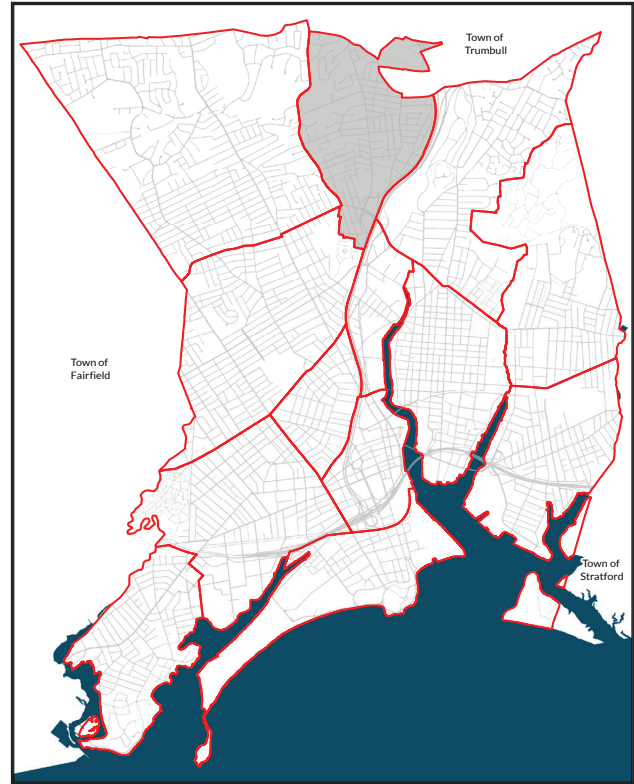 Town of
Trumbull
Town of
Fairfield
Town of
Stratford